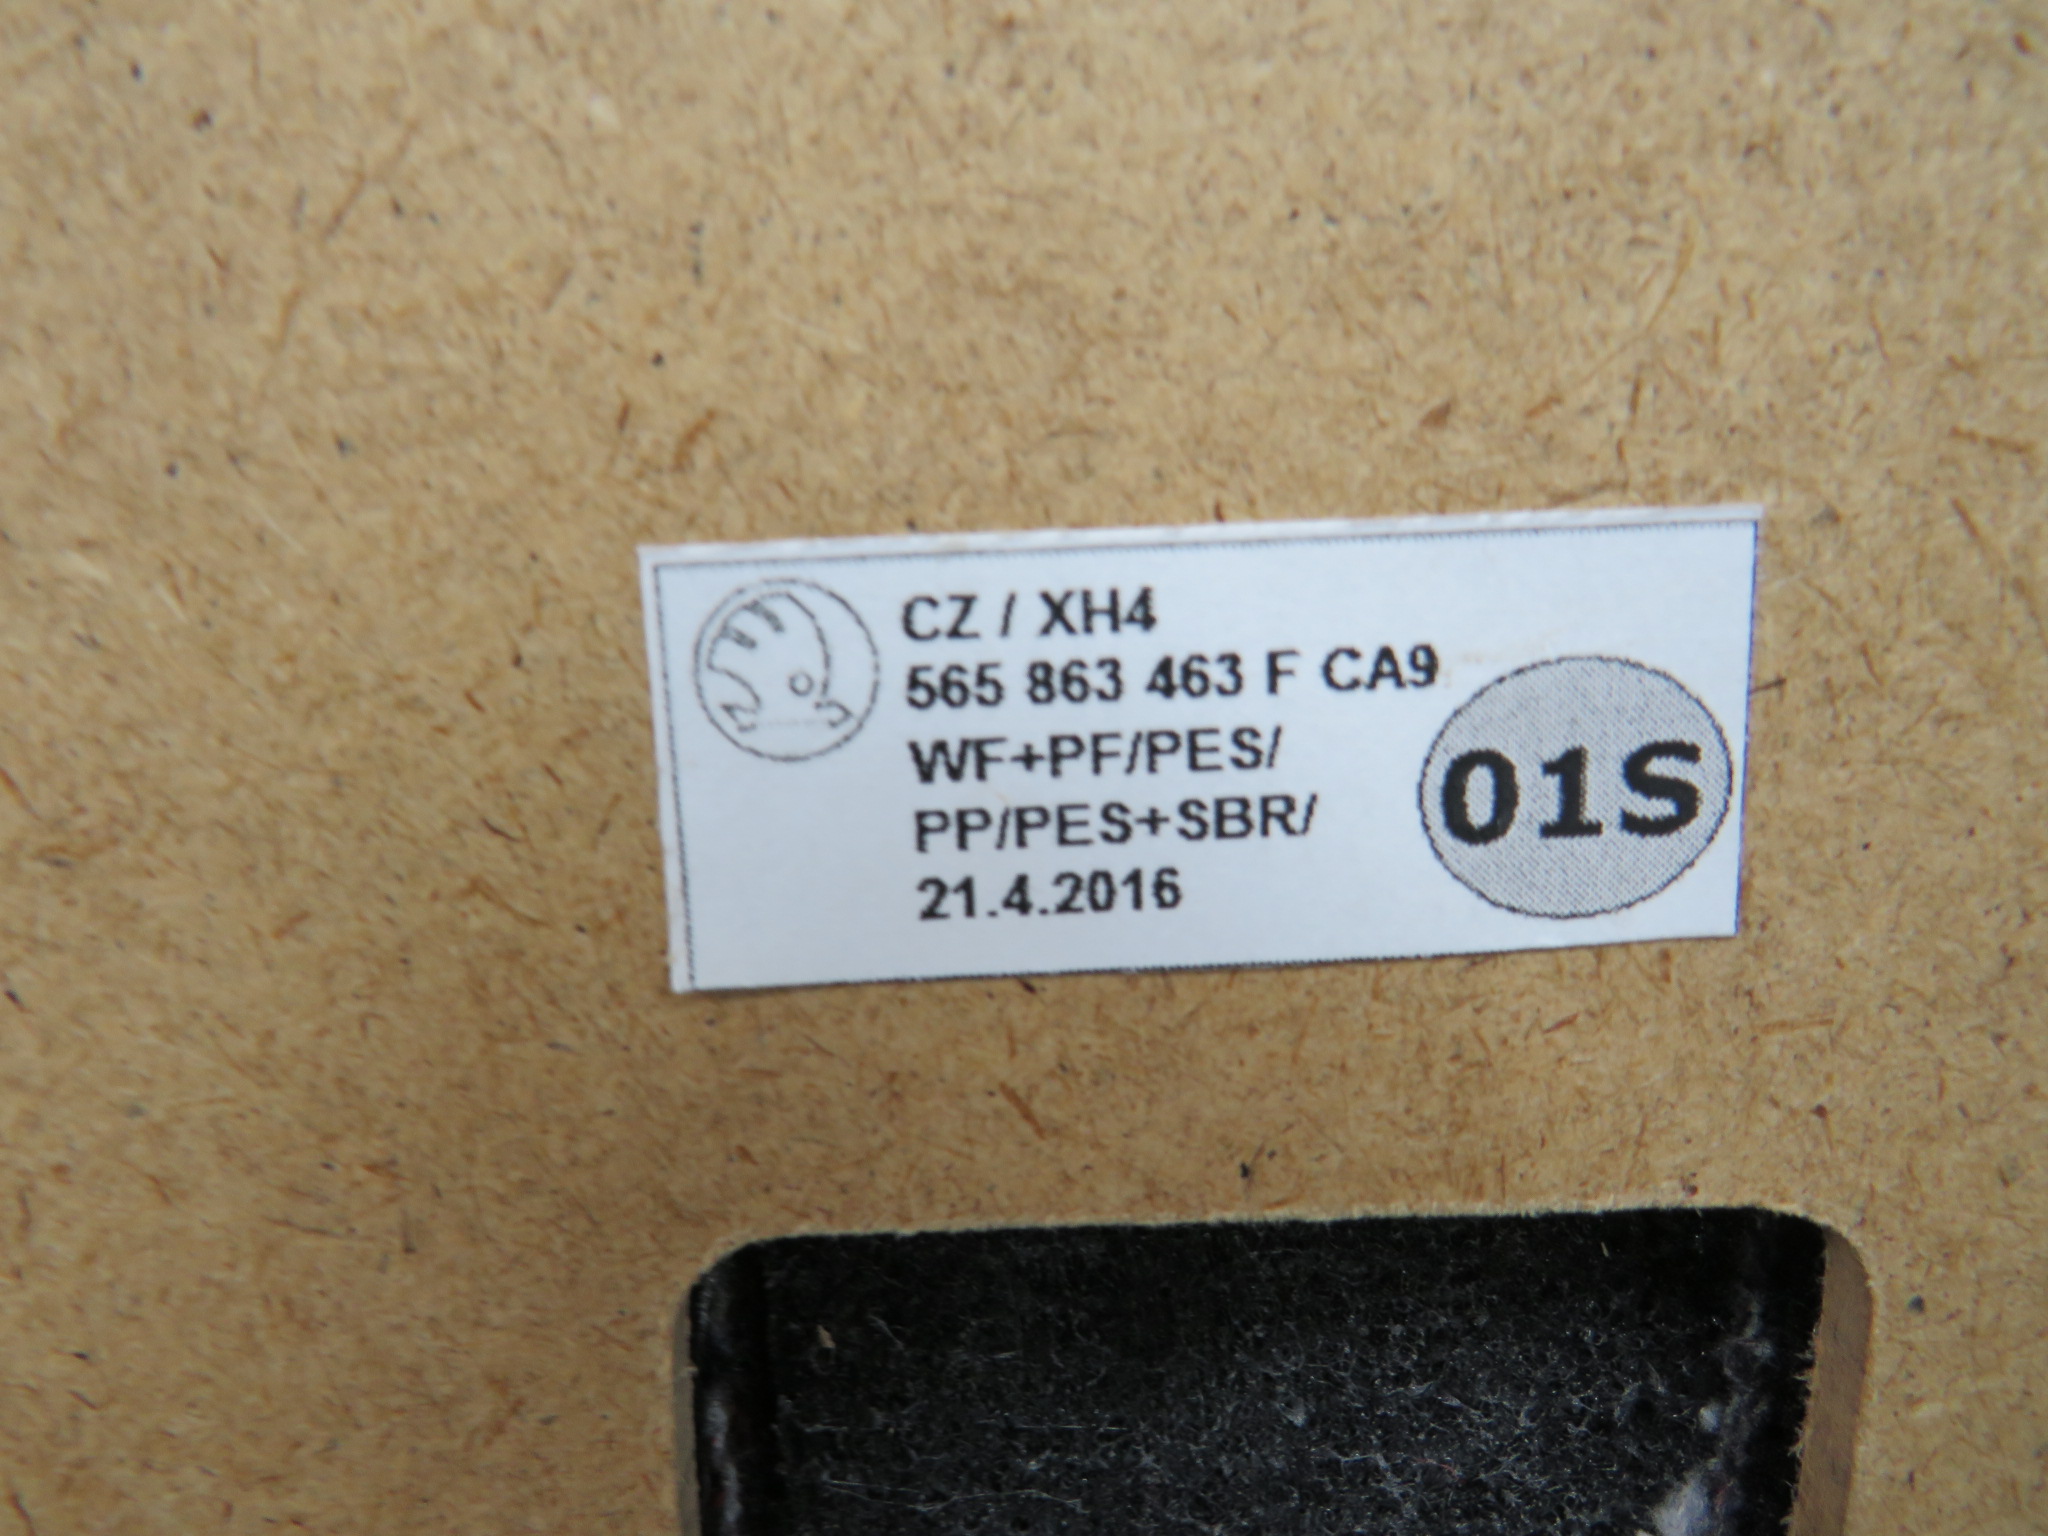 CZ / XH4
565 863 463 F CA9
WF+PF/PES/
PP/PES+SBR/
21.4.2016
01S